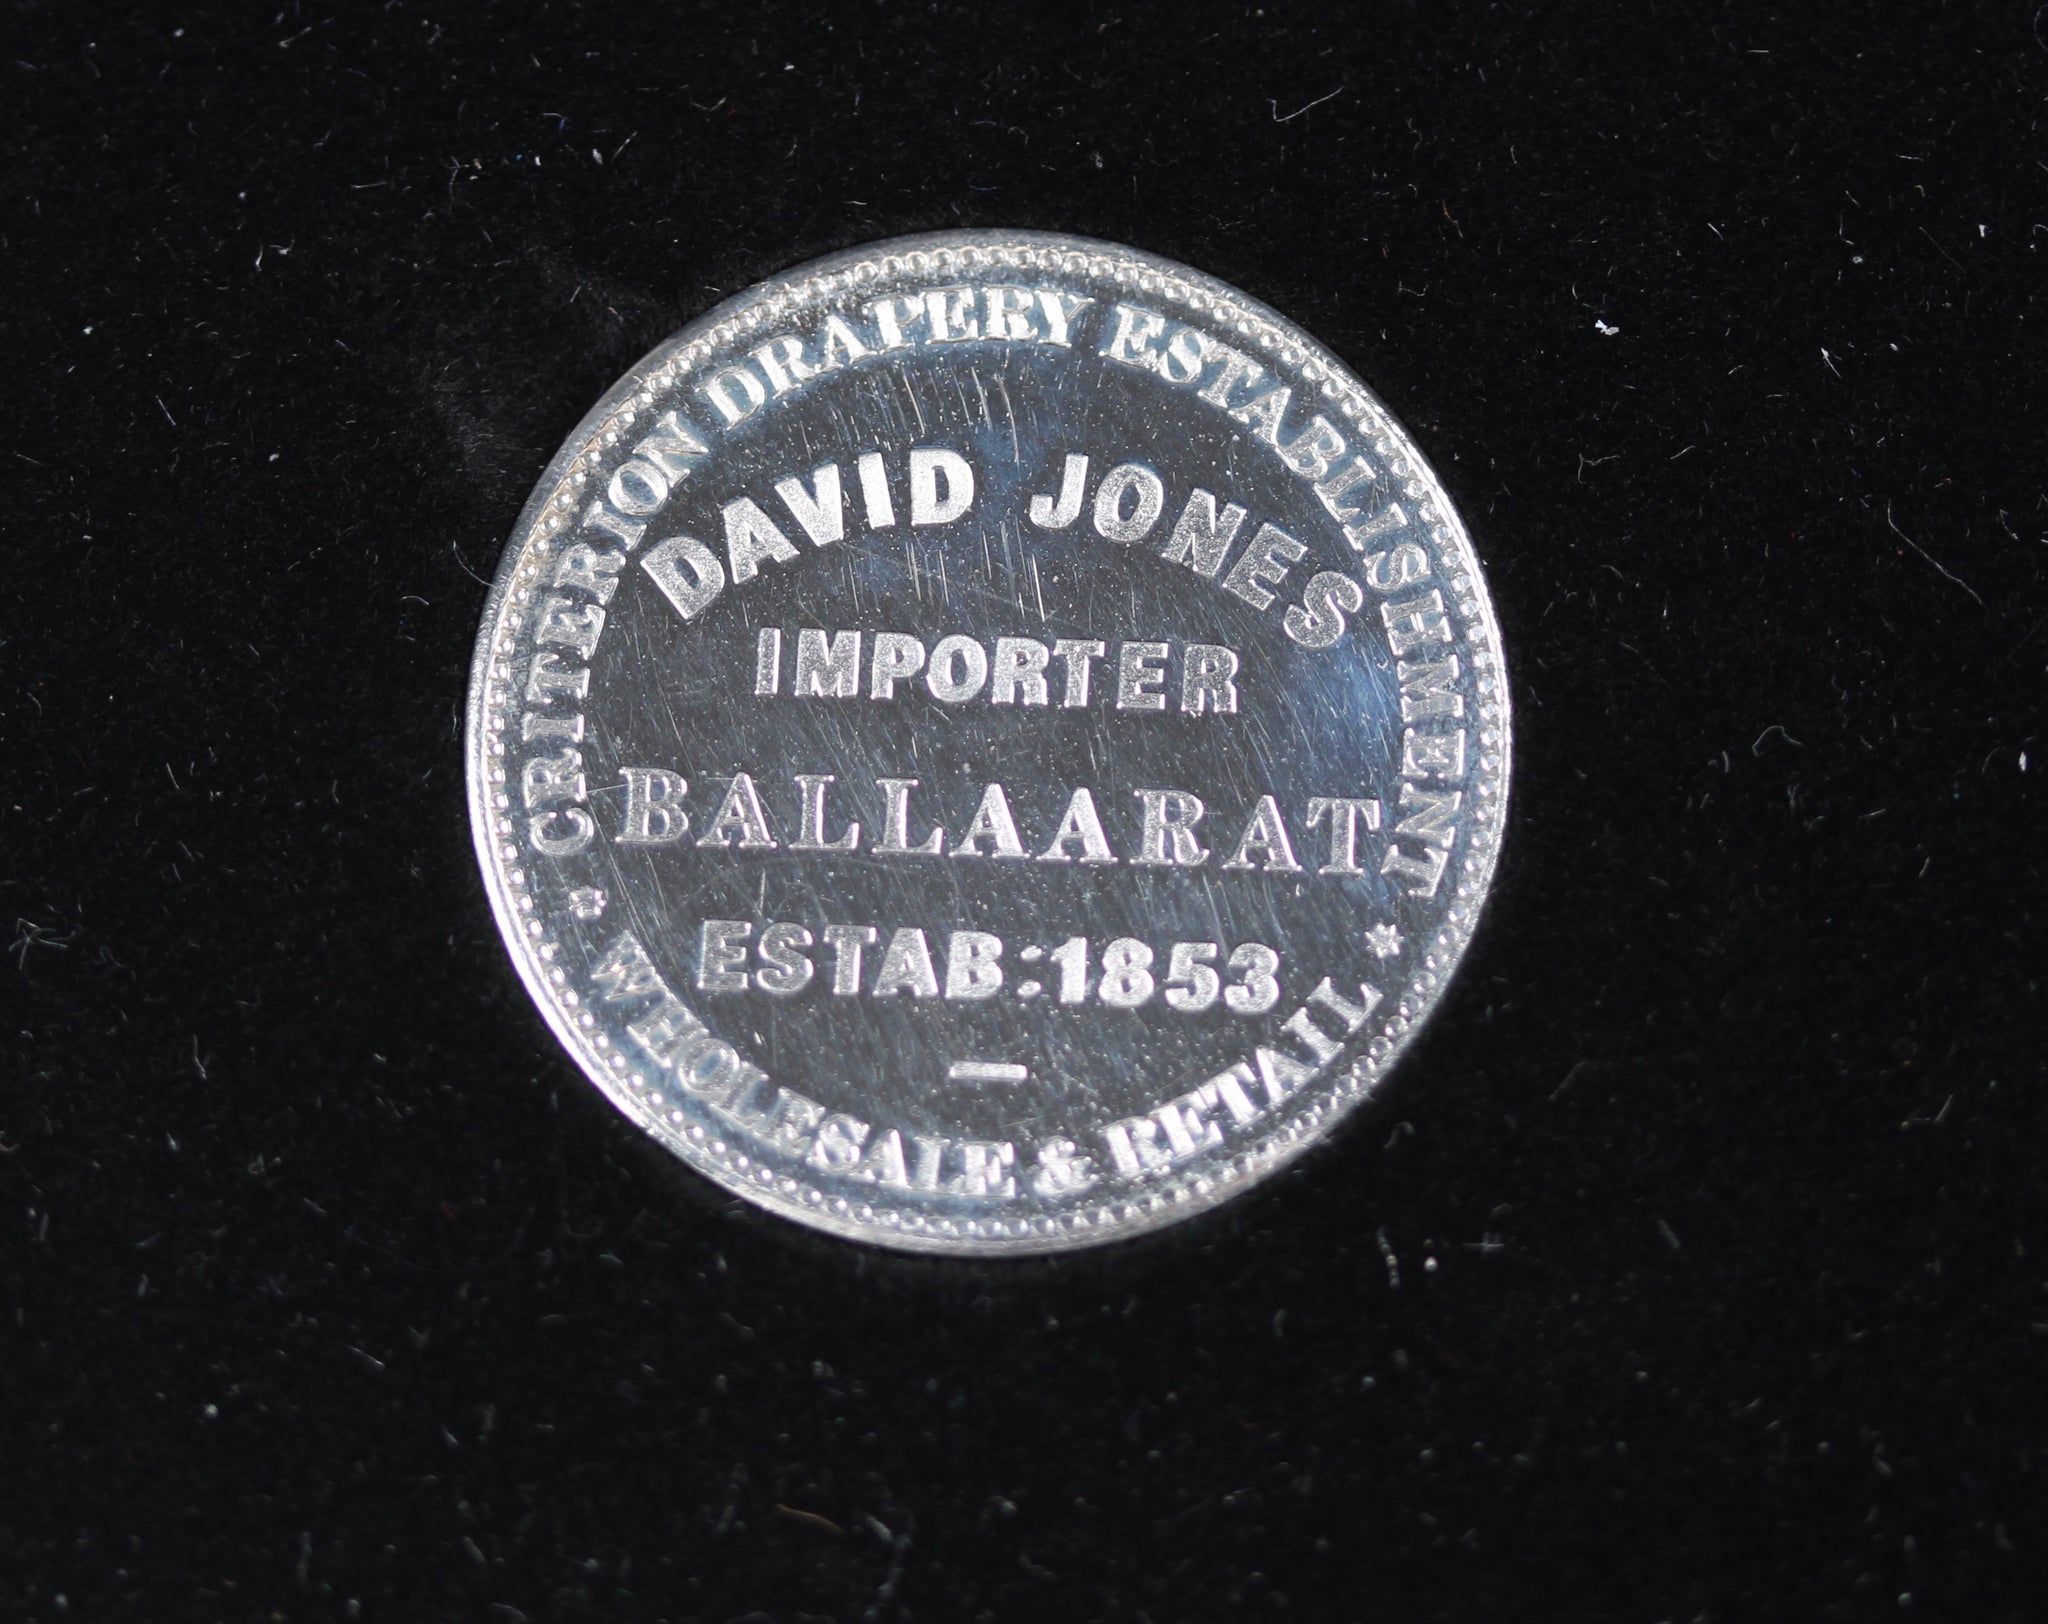 CRITERION DRAPERY ESTABLISHMENT
DAVID JONES
IMPORTER
BALLAARAT
ESTAB:1853
WHOLESALE & RETAIL